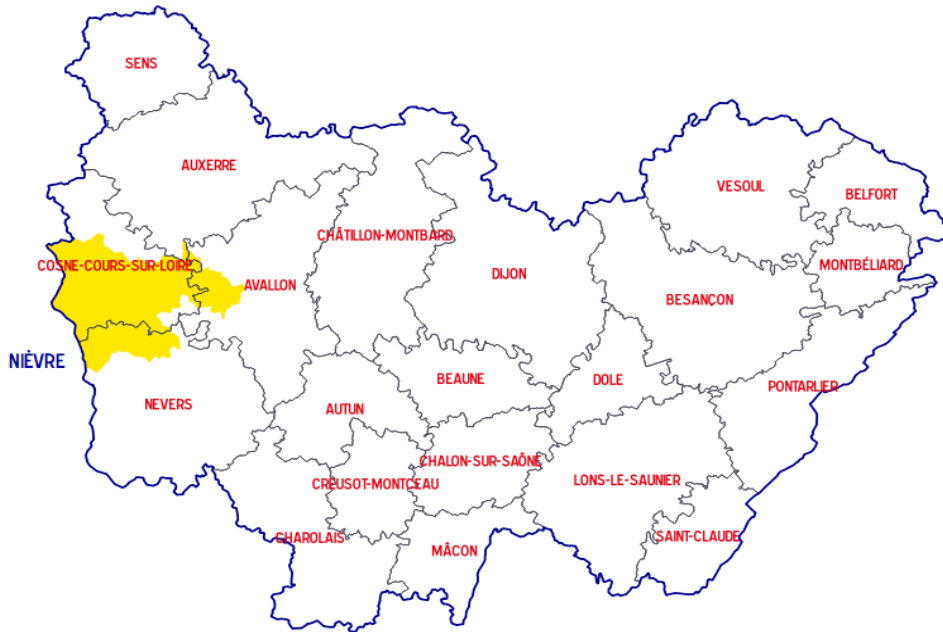 SENS
AUXERRE
VESOUL
BELFORT
CHÂTILLON-MONTBARD
COSNE-COURS-SUR-LOIRE
AVALLON
DIJON
MONTBÉLIARD
BESANÇON
NIÈVRE
BEAUNE
DOLE
PONTARLIER
NEVERS
AUTUN
CHALON-SUR-SAÔNE
CREUSOT-MONTCEAU
LONS-LE-SAUNIER
CHAROLAIS
MÂCON
SAINT-CLAUDE